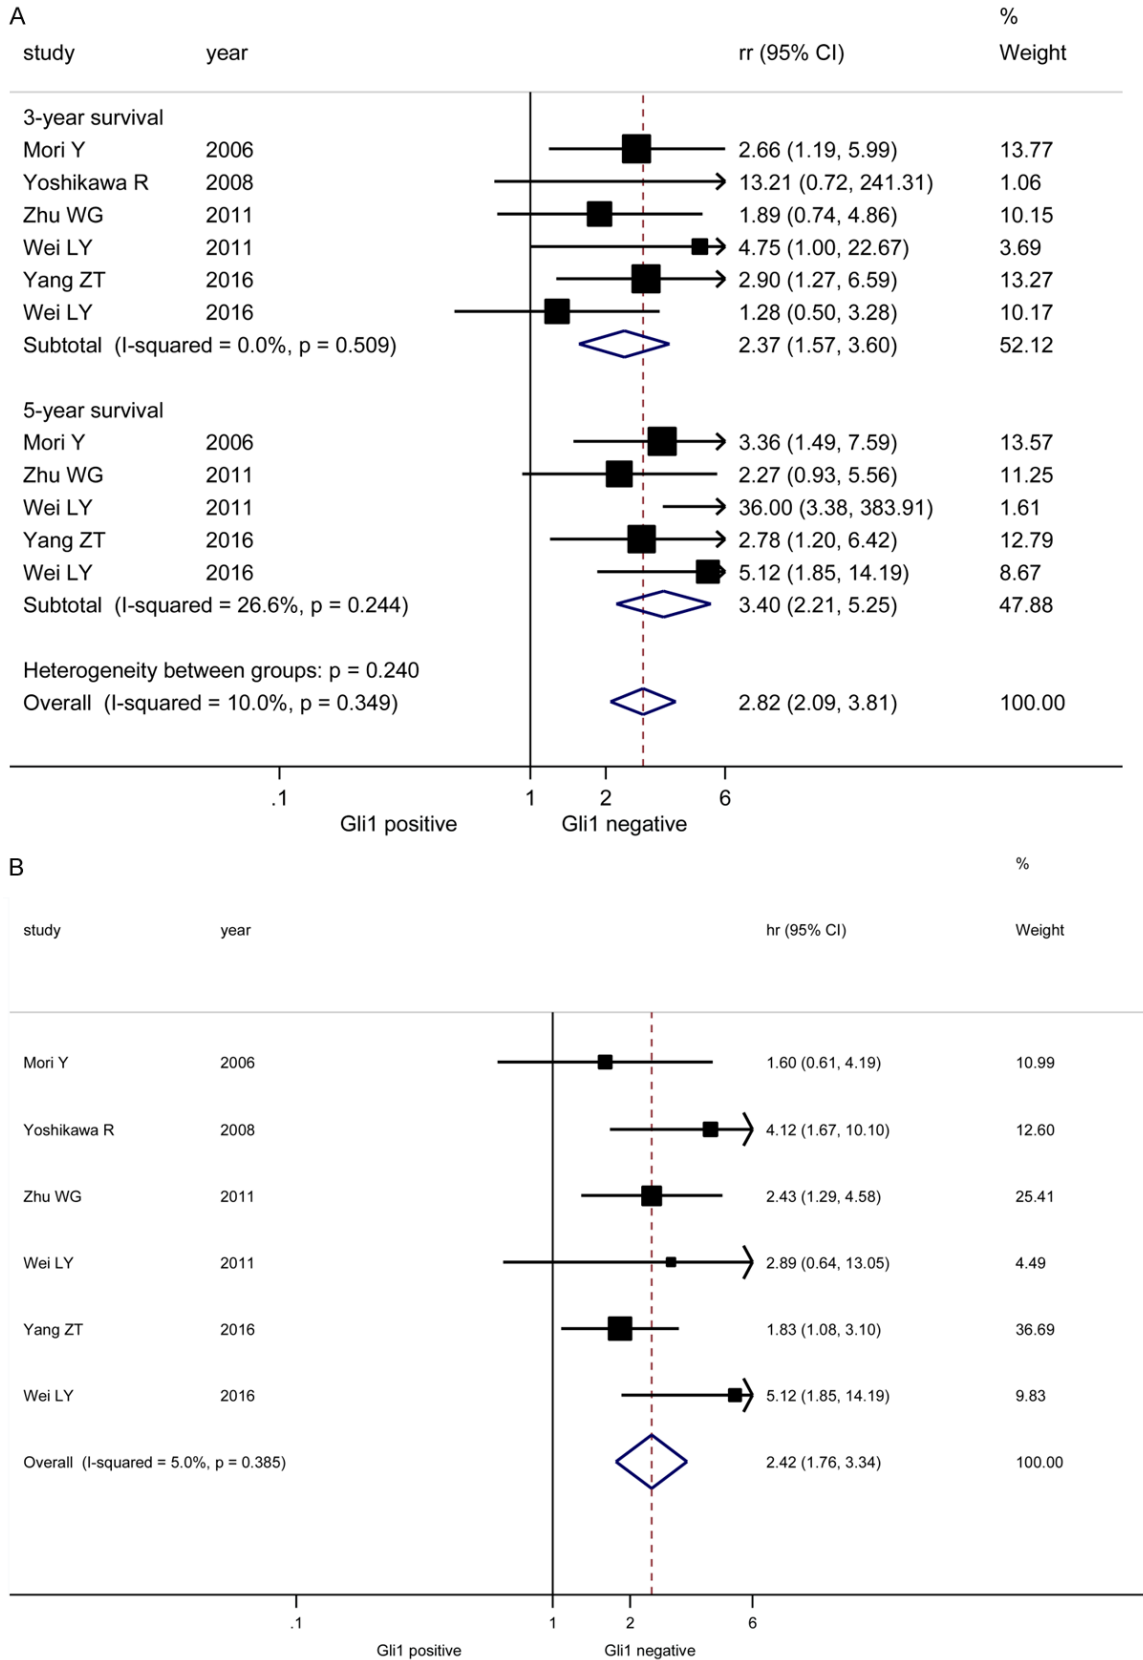 A
%
study year rr (95% CI) Weight
3-year survival
Mori Y 2006 2.66 (1.19, 5.99) 13.77
Yoshikawa R 2008 13.21 (0.72, 241.31) 1.06
Zhu WG 2011 1.89 (0.74, 4.86) 10.15
Wei LY 2011 4.75 (1.00, 22.67) 3.69
Yang ZT 2016 2.90 (1.27, 6.59) 13.27
Wei LY 2016 1.28 (0.50, 3.28) 10.17
Subtotal (I-squared = 0.0%, p = 0.509) 2.37 (1.57, 3.60) 52.12
5-year survival
Mori Y 2006 3.36 (1.49, 7.59) 13.57
Zhu WG 2011 2.27 (0.93, 5.56) 11.25
Wei LY 2011 36.00 (3.38, 383.91) 1.61
Yang ZT 2016 2.78 (1.20, 6.42) 12.79
Wei LY 2016 5.12 (1.85, 14.19) 8.67
Subtotal (I-squared = 26.6%, p = 0.244) 3.40 (2.21, 5.25) 47.88
Heterogeneity between groups: p = 0.240
Overall (I-squared = 10.0%, p = 0.349) 2.82 (2.09, 3.81) 100.00
.1 1 2 6
Gli1 positive Gli1 negative
B
%
study year hr (95% CI) Weight
Mori Y 2006 1.60 (0.61, 4.19) 10.99
Yoshikawa R 2008 4.12 (1.67, 10.10) 12.60
Zhu WG 2011 2.43 (1.29, 4.58) 25.41
Wei LY 2011 2.89 (0.64, 13.05) 4.49
Yang ZT 2016 1.83 (1.08, 3.10) 36.69
Wei LY 2016 5.12 (1.85, 14.19) 9.83
Overall (I-squared = 5.0%, p = 0.385) 2.42 (1.76, 3.34) 100.00
.1 1 2 6
Gli1 positive Gli1 negative